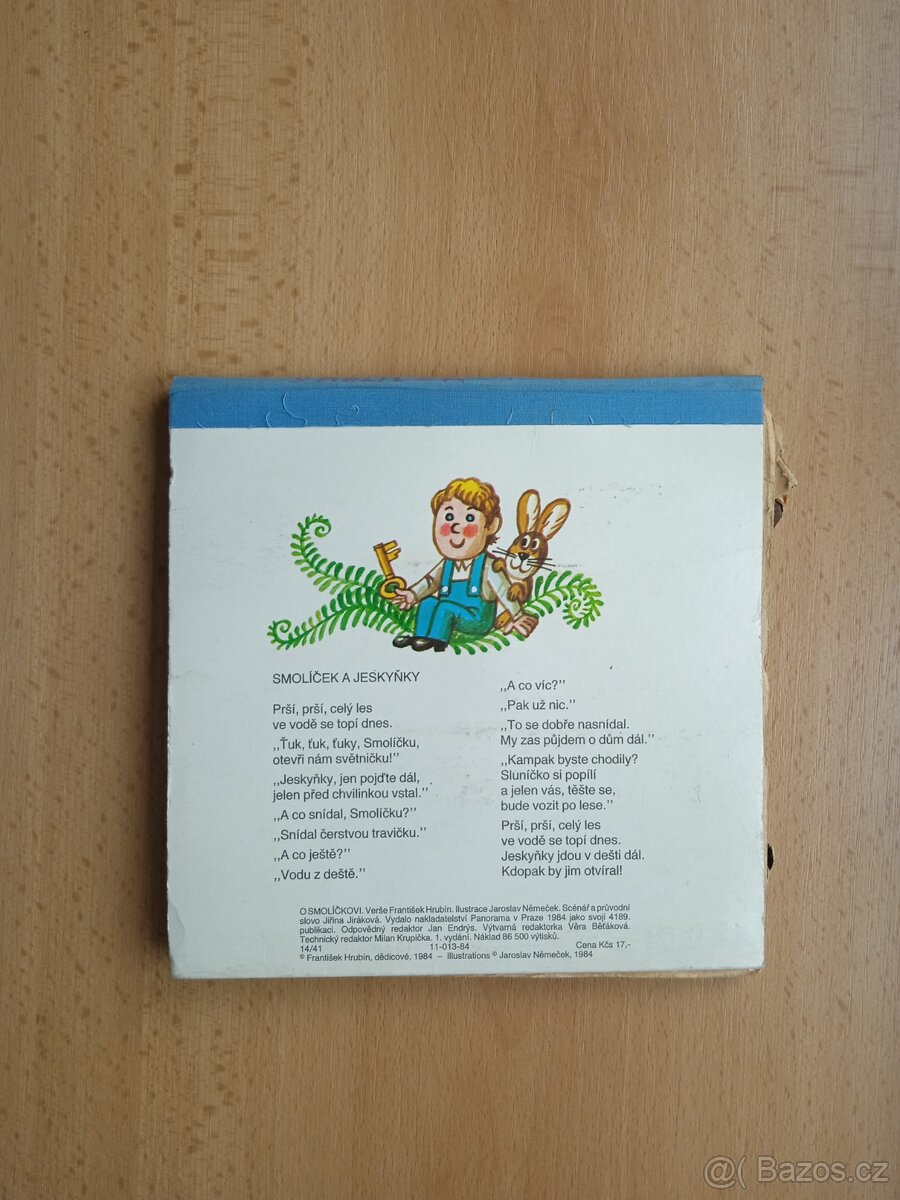 SMOLÍČEK A JESKYŇKY
Prší, prší, celý les
ve vodě se topí dnes.
,,Ťuk, ťuk, ťuky, Smolíčku,
otevři nám světničku!"
,,Jeskyňky, jen pojďte dál,
jelen před chvilinkou vstal."
,,A co snídal, Smolíčku?"
,,Snídal čerstvou travičku."
,,A co ještě?"
,,Vodu z deště."
,,A co víc?"
,,Pak už nic."
,,To se dobře nasnídal.
My zas půjdem o dům dál."
,,Kampak byste chodily?
Sluníčko si popílí
a jelen vás, těšte se,
bude vozit po lese."
Prší, prší, celý les
ve vodě se topí dnes.
Jeskyňky jdou v dešti dál.
Kdopak by jim otvíral!
O SMOLÍČKOVI. Verše František Hrubín. Ilustrace Jaroslav Němeček. Scénář a průvodní
slovo Jiřina Jiráková. Vydalo nakladatelství Panorama v Praze 1984 jako svoji 4189.
publikaci. Odpovědný redaktor Jan Endrýs. Výtvarná redaktorka Věra Běťáková.
Technický redaktor Milan Krupička. 1. vydání. Náklad 86 500 výtisků.
14/41 11-013-84 Cena Kčs 17,-
© František Hrubín, dědicové, 1984 – Illustrations © Jaroslav Němeček, 1984
@( Bazos.cz